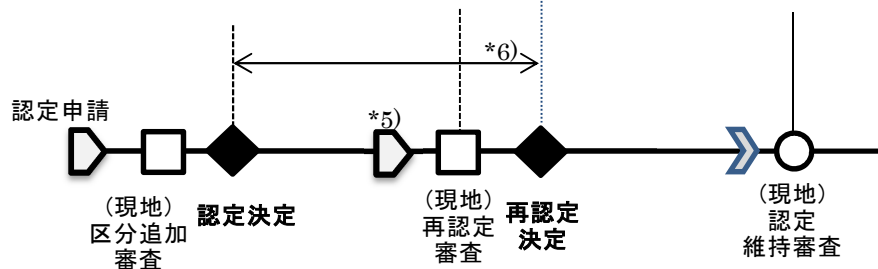 *6)
認定申請
*5)
(現地)
区分追加
審査
認定決定
(現地)
再認定
審査
再認定
決定
(現地)
認定
維持審査